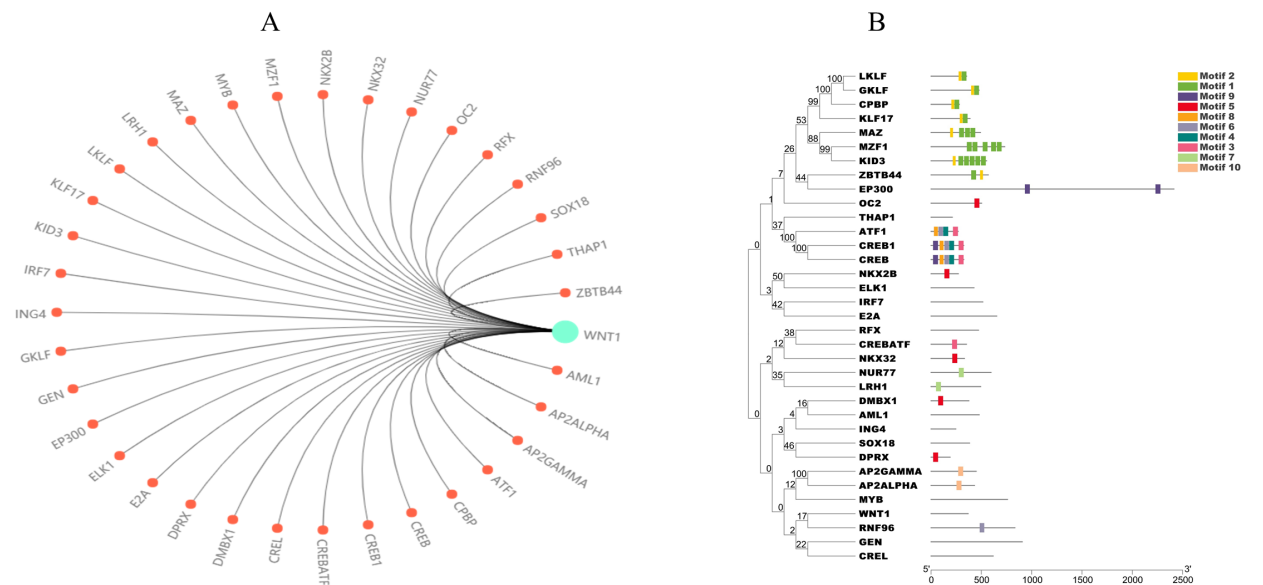 A
NKX2B
NKX32
MZF1
NUR77
MYB
OC2
MAZ
RFX
LRH1
RNF96
LKLF
SOX18
KLF17
THAP1
KID3
ZBTB44
IRF7
WNT1
ING4
AML1
GKLF
AP2ALPHA
GEN
AP2GAMMA
EP300
ATF1
ELK1
CPBP
E2A
CREB
DPRX
CREB1
DMBX1
CREBATF
CREL
B
100
LKLF
100
GKLF
99
CPBP
53
KLF17
88
MAZ
99
MZF1
26
KID3
7
44
ZBTB44
EP300
1
OC2
37
THAP1
100
ATF1
0
100
CREB1
CREB
50
NKX2B
3
ELK1
42
IRF7
E2A
38
RFX
12
CREBATF
2
NKX32
35
NUR77
LRH1
0
16
DMBX1
4
AML1
3
ING4
46
SOX18
DPRX
0
100
AP2GAMMA
12
AP2ALPHA
0
MYB
17
WNT1
2
RNF96
22
GEN
CREL
Motif 2
Motif 1
Motif 9
Motif 5
Motif 8
Motif 6
Motif 4
Motif 3
Motif 7
Motif 10
5' 3'
0 500 1000 1500 2000 2500